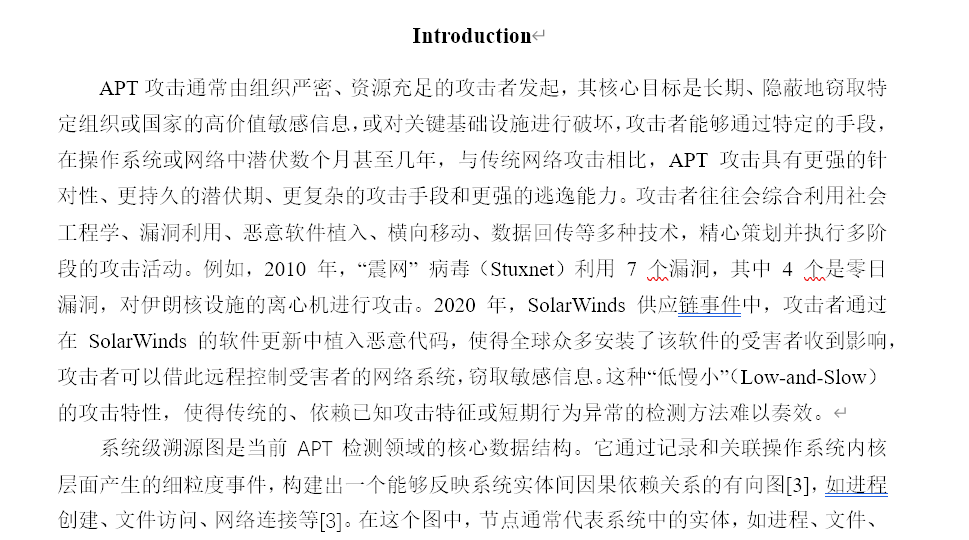 Introduction
APT 攻击通常由组织严密、资源充足的攻击者发起，其核心目标是长期、隐蔽地窃取特
定组织或国家的高价值敏感信息，或对关键基础设施进行破坏，攻击者能够通过特定的手段，
在操作系统或网络中潜伏数个月甚至几年，与传统网络攻击相比，APT 攻击具有更强的针
对性、更持久的潜伏期、更复杂的攻击手段和更强的逃逸能力。攻击者往往会综合利用社会
工程学、漏洞利用、恶意软件植入、横向移动、数据回传等多种技术，精心策划并执行多阶
段的攻击活动。例如，2010 年，“震网” 病毒（Stuxnet）利用 7 个漏洞，其中 4 个是零日
漏洞，对伊朗核设施的离心机进行攻击。2020 年，SolarWinds 供应链事件中，攻击者通过
在 SolarWinds 的软件更新中植入恶意代码，使得全球众多安装了该软件的受害者收到影响，
攻击者可以借此远程控制受害者的网络系统，窃取敏感信息。这种“低慢小”（Low-and-Slow）
的攻击特性，使得传统的、依赖已知攻击特征或短期行为异常的检测方法难以奏效。
系统级溯源图是当前 APT 检测领域的核心数据结构。它通过记录和关联操作系统内核
层面产生的细粒度事件，构建出一个能够反映系统实体间因果依赖关系的有向图[3]，如进程
创建、文件访问、网络连接等[3]。在这个图中，节点通常代表系统中的实体，如进程、文件、